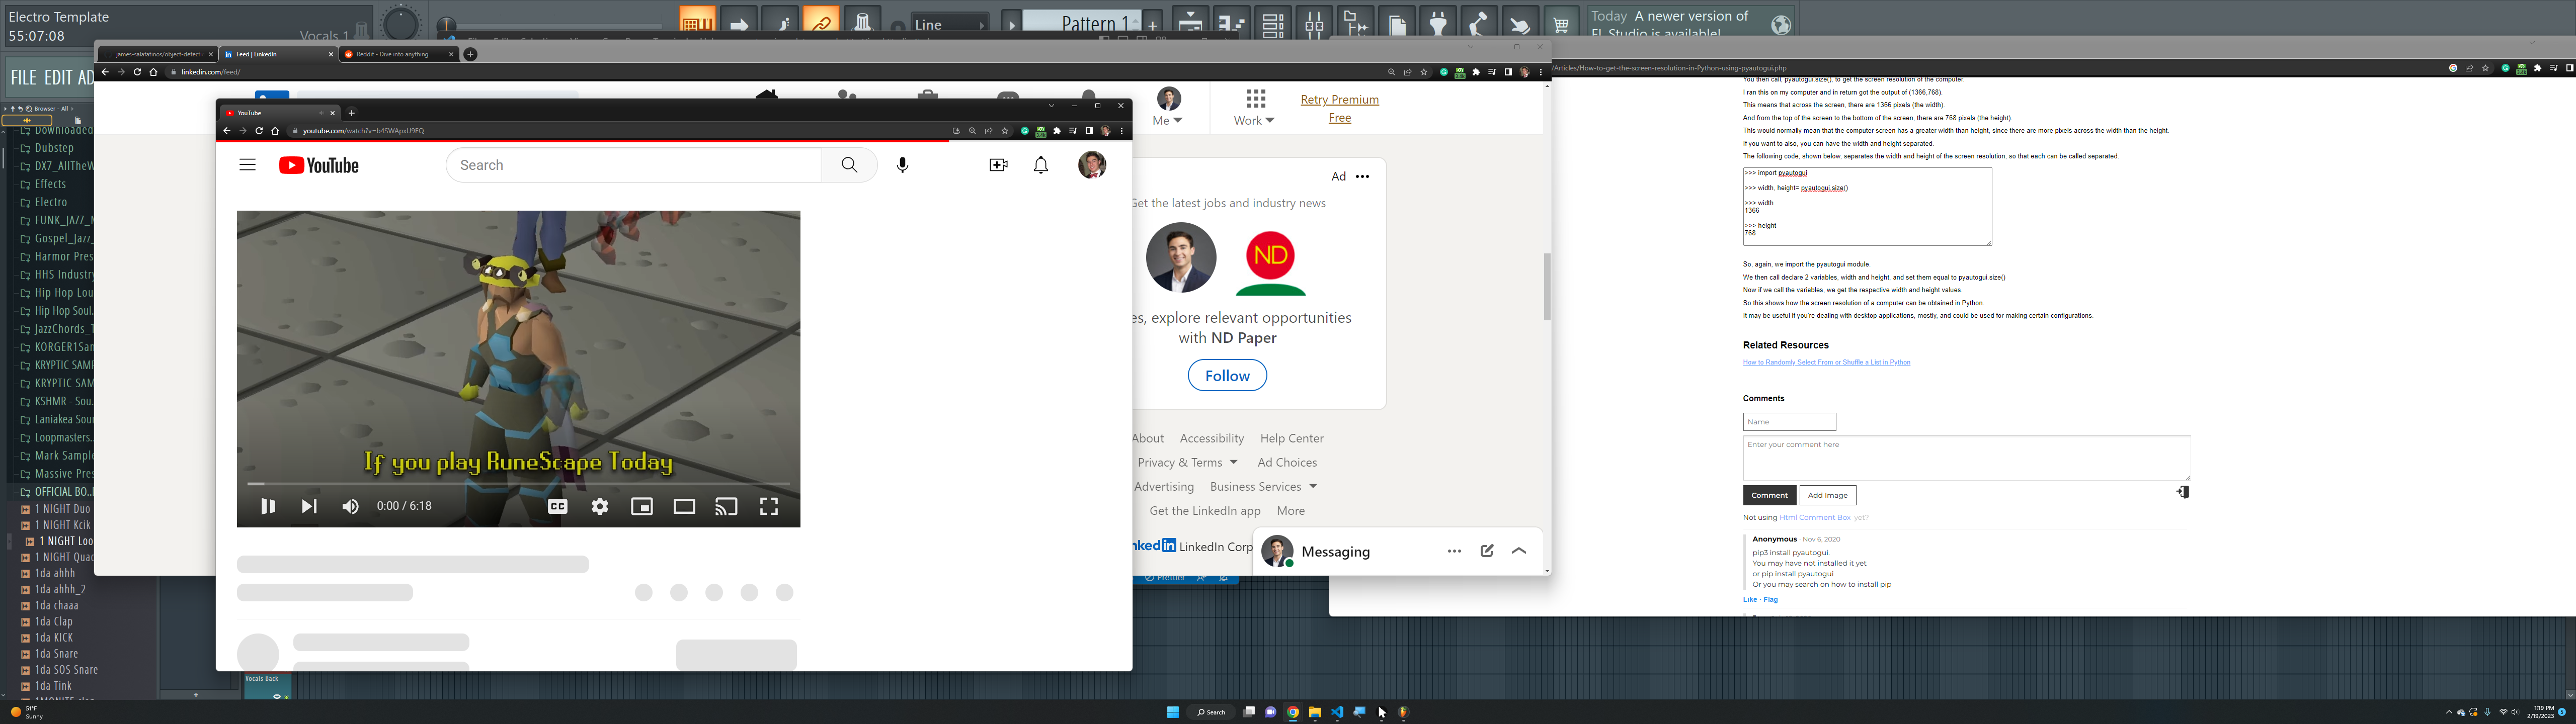 Electro Template
55:07:08
Vocals 1
Line
Pattern 1
Today A newer version of
FL Studio is available!
FILE EDIT AD
Browser - All
Downloaded
Dubstep
DX7_AllTheW
Effects
Electro
FUNK_JAZZ_
Gospel_Jazz_
Harmor Pres
HHS Industry
Hip Hop Lou
Hip Hop Soul.
JazzChords_
KORGER1San
KRYPTIC SAMP
KRYPTIC SAM
KSHMR - Sou.
Laniakea Soun
Loopmasters..
Mark Sample
Massive Pres
OFFICIAL BO..
1 NIGHT Duo
1 NIGHT Kcik
1 NIGHT Loo
1 NIGHT Quad
1da ahhh
1da ahhh_2
1da chaaa
1da Clap
1da KICK
1da Snare
1da SOS Snare
1da Tink
Vocals Back
james-salafatinos/object-detect
Feed | LinkedIn
Reddit - Dive into anything
linkedin.com/feed/
Me
Work
Retry Premium
Free
Ad
Get the latest jobs and industry news
ND
es, explore relevant opportunities
with ND Paper
Follow
About Accessibility Help Center
Privacy & Terms Ad Choices
Advertising Business Services
Get the LinkedIn app More
nkedin LinkedIn Corp
Messaging
Prettier
YouTube
youtube.com/watch?v=b4SWApxU9EQ
YouTube
Search
If you play RuneScape Today
0:00 / 6:18
CC
/Articles/How-to-get-the-screen-resolution-in-Python-using-pyautogui.php
You then call, pyautogui.size(), to get the screen resolution of the computer.
I ran this on my computer and in return got the output of (1366,768).
This means that across the screen, there are 1366 pixels (the width).
And from the top of the screen to the bottom of the screen, there are 768 pixels (the height).
This would normally mean that the computer screen has a greater width than height, since there are more pixels across the width than the height.
If you want to also, you can have the width and height separated.
The following code, shown below, separates the width and height of the screen resolution, so that each can be called separately.
>>> import pyautogui
>>> width, height= pyautogui.size()
>>> width
1366
>>> height
768
So, again, we import the pyautogui module.
We then call declare 2 variables, width and height, and set them equal to pyautogui.size()
Now if we call the variables, we get the respective width and height values.
So this shows how the screen resolution of a computer can be obtained in Python.
It may be useful if you're dealing with desktop applications, mostly, and could be used for making certain configurations.
Related Resources
How to Randomly Select From or Shuffle a List in Python
Comments
Name
Enter your comment here
Comment
Add Image
Not using Html Comment Box yet?
Anonymous · Nov 6, 2020
pip3 install pyautogui.
You may have not installed it yet
or pip install pyautogui
Or you may search on how to install pip
Like · Flag
51°F
Sunny
Search
1:19 PM
2/19/2023